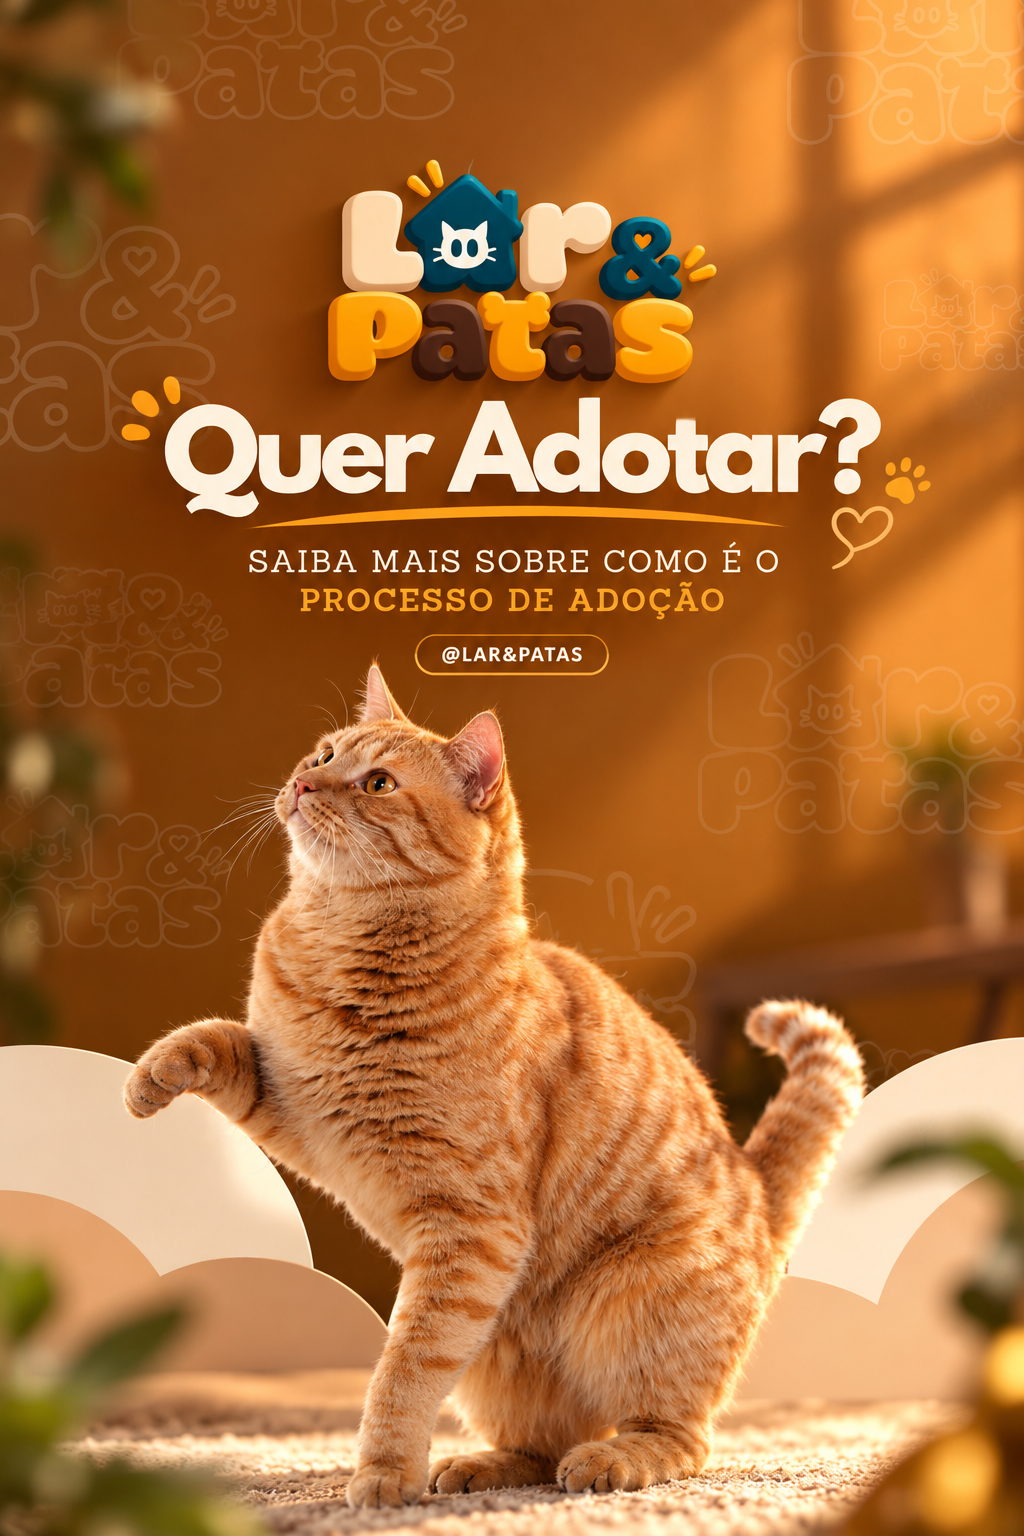 Lar &
Patas
Quer Adotar?
SAIBA MAIS SOBRE COMO É O
PROCESSO DE ADOÇÃO
@LAR&PATAS